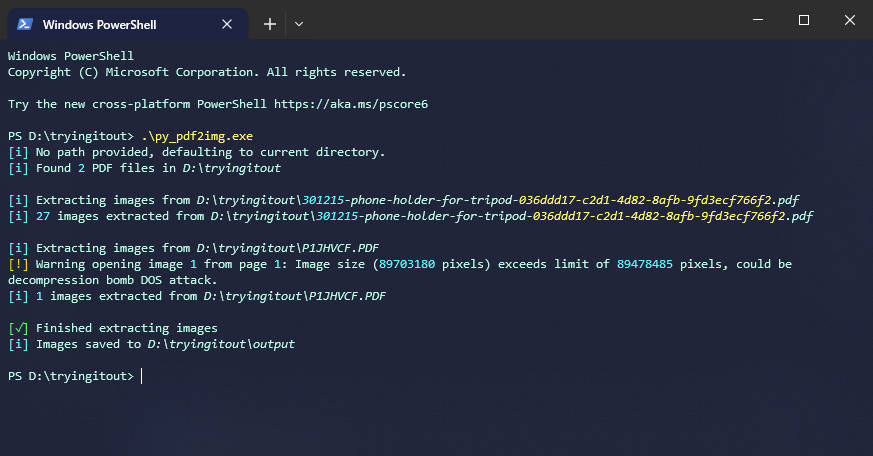 Windows PowerShell
Windows PowerShell
Copyright (C) Microsoft Corporation. All rights reserved.
Try the new cross-platform PowerShell https://aka.ms/pscore6
PS D:\tryingitout> .\py_pdf2img.exe
[i] No path provided, defaulting to current directory.
[i] Found 2 PDF files in D:\tryingitout
[i] Extracting images from D:\tryingitout\301215-phone-holder-for-tripod-036ddd17-c2d1-4d82-8afb-9fd3ecf766f2.pdf
[i] 27 images extracted from D:\tryingitout\301215-phone-holder-for-tripod-036ddd17-c2d1-4d82-8afb-9fd3ecf766f2.pdf
[i] Extracting images from D:\tryingitout\P1JHVCF.PDF
[!] Warning opening image 1 from page 1: Image size (89703180 pixels) exceeds limit of 89478485 pixels, could be
decompression bomb DOS attack.
[i] 1 images extracted from D:\tryingitout\P1JHVCF.PDF
[√] Finished extracting images
[i] Images saved to D:\tryingitout\output
PS D:\tryingitout>